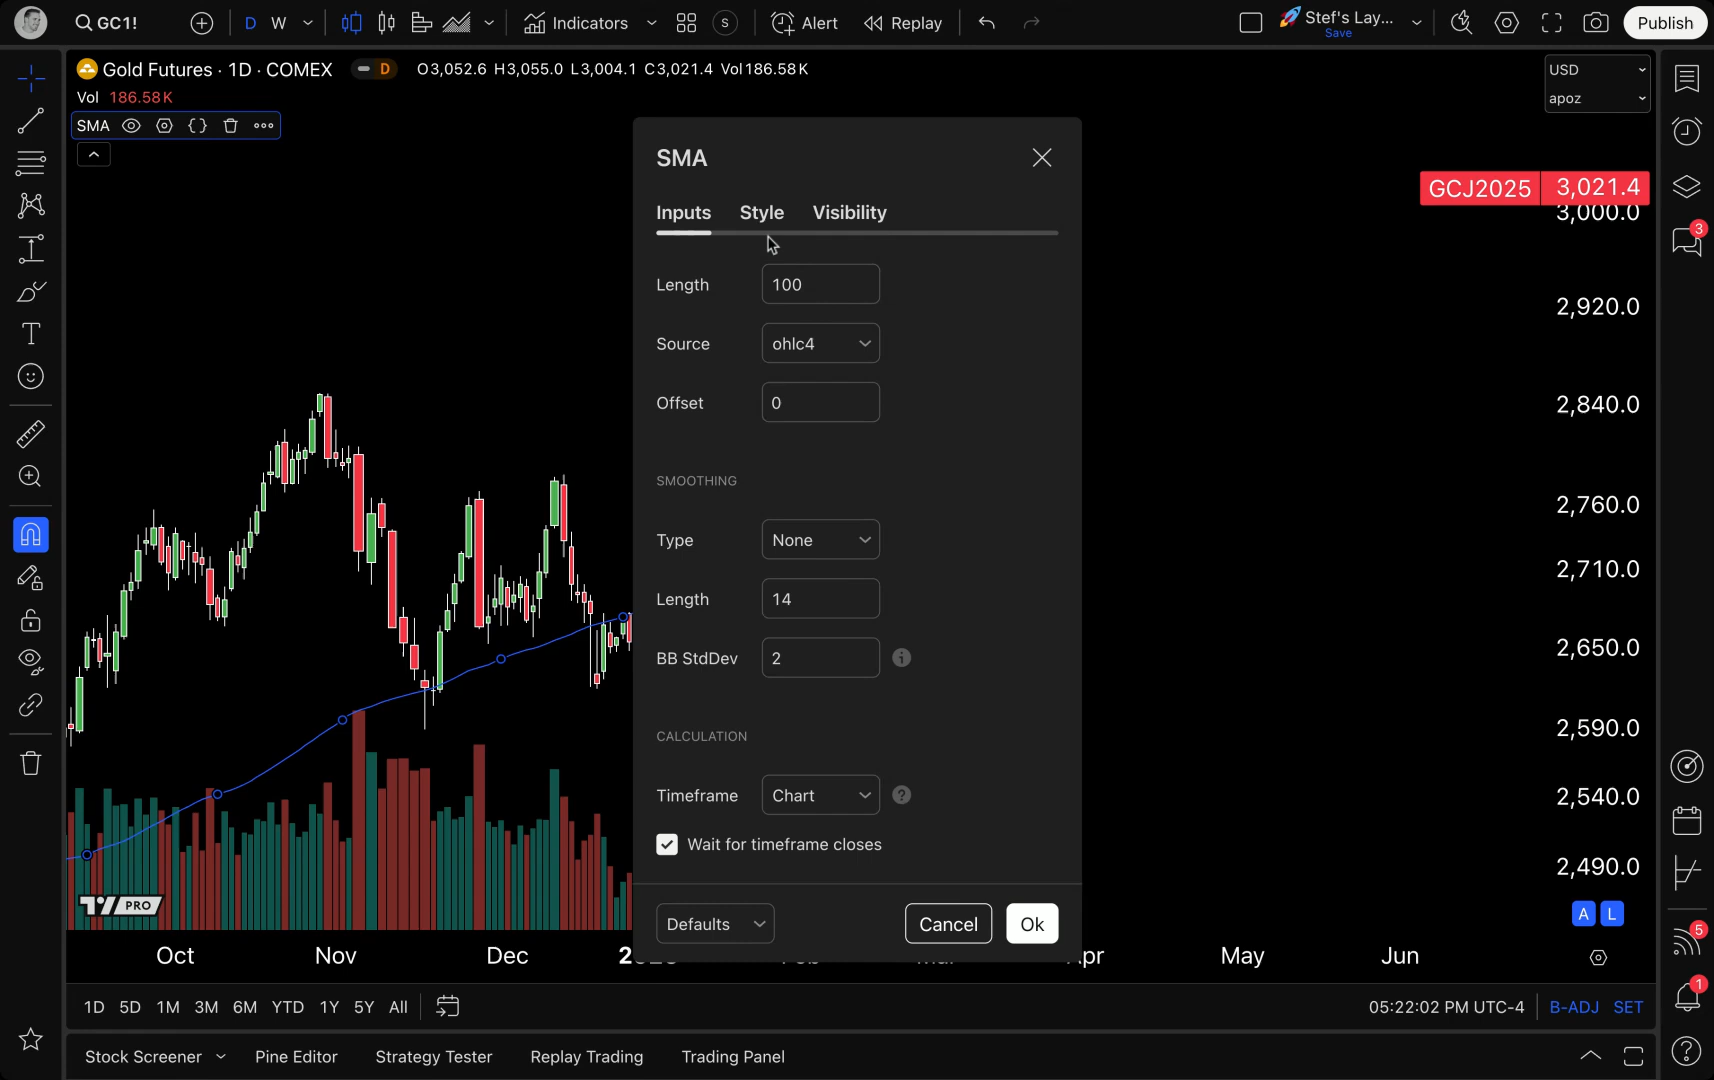 GC1!
D
W
Indicators
S
Alert
Replay
Stef's Lay...
Save
Publish
Gold Futures · 1D · COMEX
D
O3,052.6 H3,055.0 L3,004.1 C3,021.4 Vol186.58K
Vol 186.58K
SMA
USD
apoz
SMA
Inputs
Style
Visibility
Length
100
Source
ohlc4
Offset
0
SMOOTHING
Type
None
Length
14
BB StdDev
2
CALCULATION
Timeframe
Chart
Wait for timeframe closes
Defaults
Cancel
Ok
GCJ2025
3,021.4
3,000.0
2,920.0
2,840.0
2,760.0
2,710.0
2,650.0
2,590.0
2,540.0
2,490.0
A L
3
5
1
PRO
Oct
Nov
Dec
May
Jun
1D 5D 1M 3M 6M YTD 1Y 5Y All
05:22:02 PM UTC-4
B-ADJ
SET
Stock Screener
Pine Editor
Strategy Tester
Replay Trading
Trading Panel